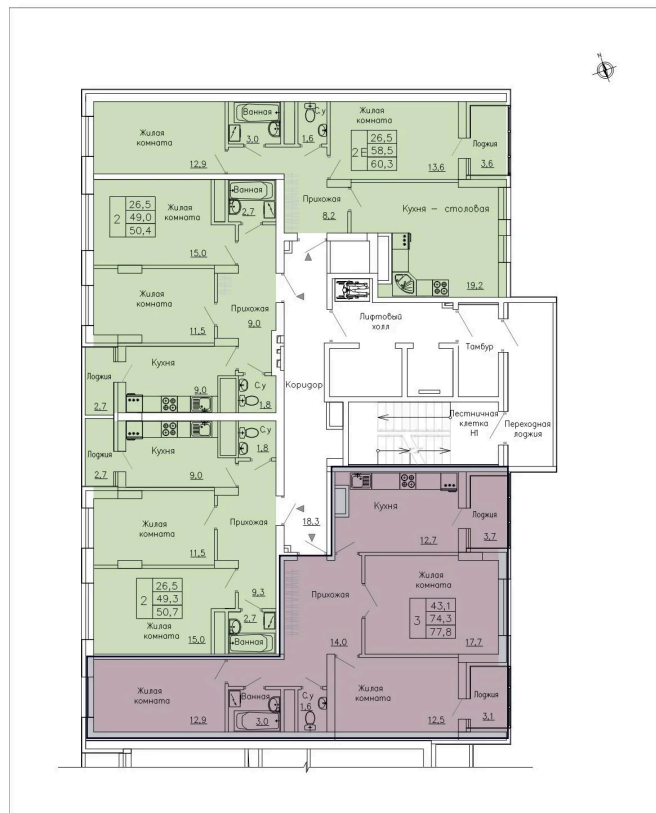 N
Жилая
комната
12.9
Ванная
3.0
С.у
1.6
Жилая
комната
2Е
26,5
58,5
60,3
13.6
Лоджия
3.6
Прихожая
8.2
Кухня – столовая
19.2
2
26,5
49,0
50,4
Жилая
комната
15.0
Ванная
2.7
Жилая
комната
11.5
Прихожая
9.0
Кухня
9.0
Лоджия
2.7
С.у
1.8
Коридор
18.3
Лифтовый
холл
Тамбур
Лестничная
клетка
Н1
Переходная
лоджия
Лоджия
2.7
Кухня
9.0
С.у
1.8
Жилая
комната
11.5
Прихожая
9.3
2
26,5
49,3
50,7
Жилая
комната
15.0
2.7
Ванная
Кухня
12.7
Лоджия
3.7
Прихожая
14.0
Жилая
комната
3
43,1
74,3
77,8
17.7
Жилая
комната
12.9
Ванная
3.0
С.у
1.6
Жилая
комната
12.5
Лоджия
3.1